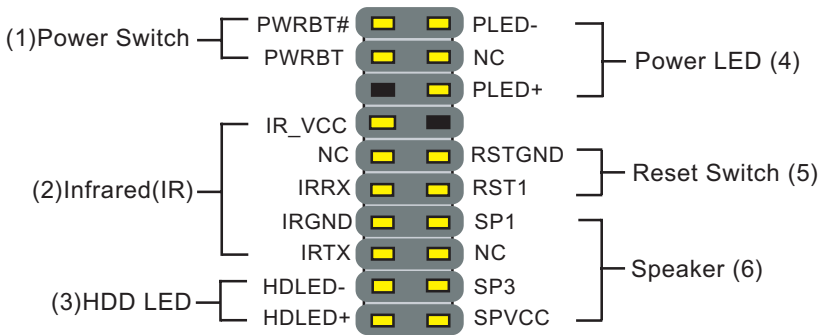 (1)Power Switch
PWRBT#
PWRBT
(2)Infrared(IR)
IR_VCC
NC
IRRX
IRGND
IRTX
(3)HDD LED
HDLED-
HDLED+
PLED-
NC
PLED+
Power LED (4)
RSTGND
RST1
Reset Switch (5)
SP1
NC
SP3
SPVCC
Speaker (6)